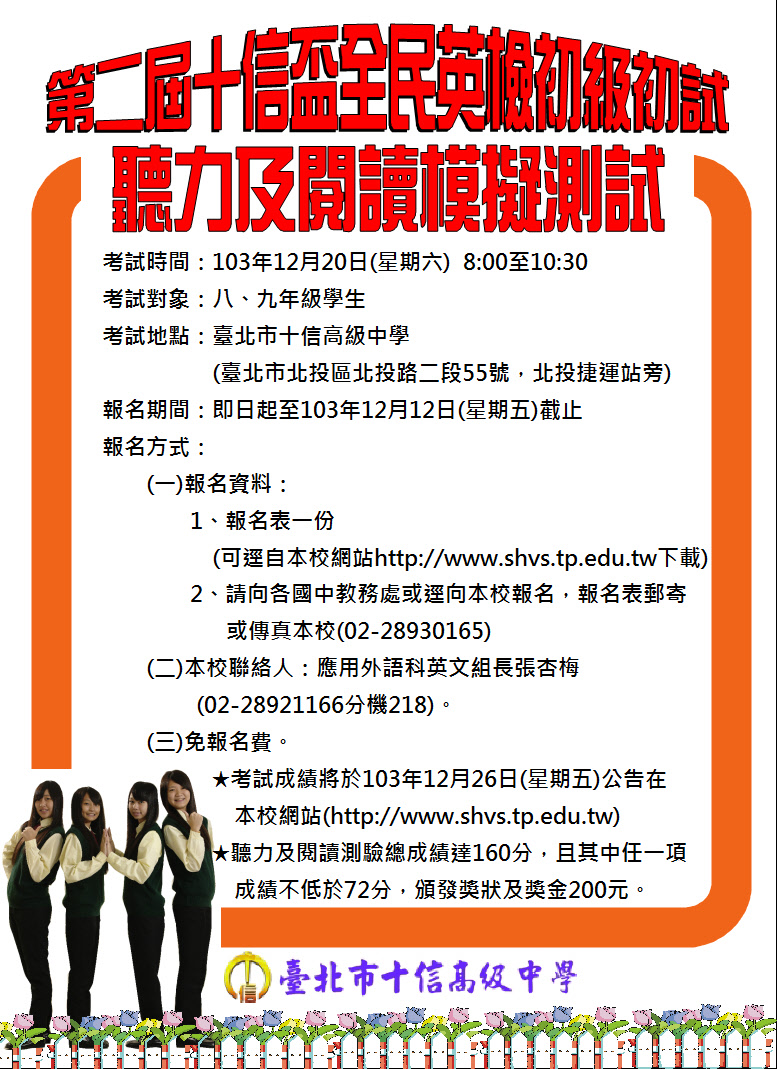 第二屆十信盃全民英檢初級初試
聽力及閱讀模擬測試
考試時間：103年12月20日(星期六) 8:00至10:30
考試對象：八、九年級學生
考試地點：臺北市十信高級中學
(臺北市北投區北投路二段55號，北投捷運站旁)
報名期間：即日起至103年12月12日(星期五)截止
報名方式：
(一)報名資料：
1、報名表一份
(可逕自本校網站http://www.shvs.tp.edu.tw下載)
2、請向各國中教務處或逕向本校報名，報名表郵寄
或傳真本校(02-28930165)
(二)本校聯絡人：應用外語科英文組長張杏梅
(02-28921166分機218)。
(三)免報名費。
★考試成績將於103年12月26日(星期五)公告在
本校網站(http://www.shvs.tp.edu.tw)
★聽力及閱讀測驗總成績達160分，且其中任一項
成績不低於72分，頒發獎狀及獎金200元。
信
臺北市十信高級中學